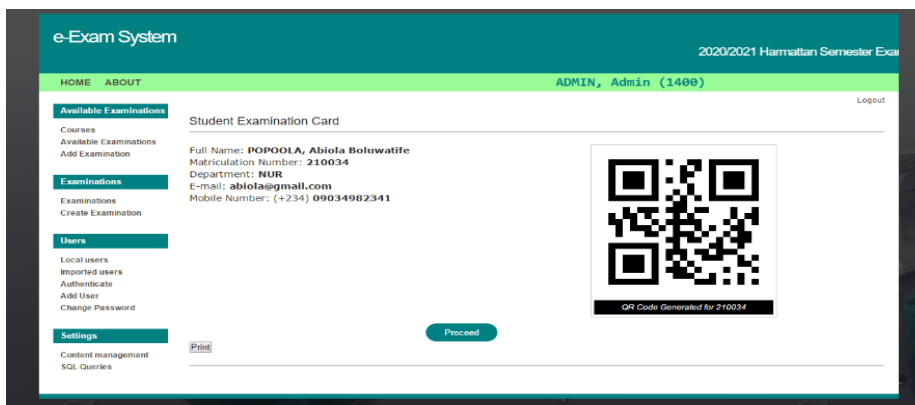 e-Exam System
2020/2021 Harmattan Semester Exa
HOME ABOUT
ADMIN, Admin (1400)
Logout
Available Examinations
Courses
Available Examinations
Add Examination
Examinations
Examinations
Create Examination
Users
Local users
Imported users
Authenticate
Add User
Change Password
Settings
Content management
SQL Queries
Student Examination Card
Full Name: POPOOLA, Abiola Boluwatife
Matriculation Number: 210034
Department: NUR
E-mail: abiola@gmail.com
Mobile Number: (+234) 09034982341
QR Code Generated for 210034
Proceed
Print